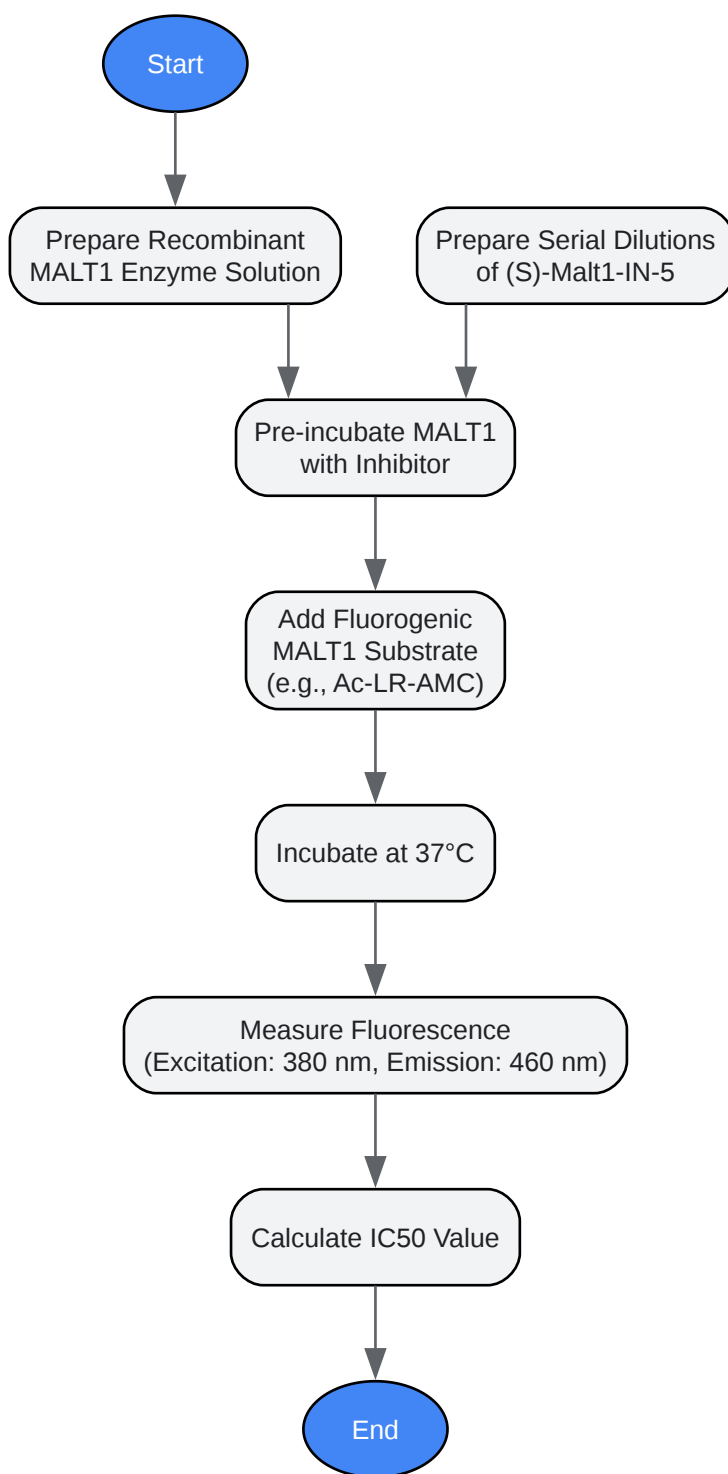 Start
Prepare Recombinant
MALT1 Enzyme Solution
Prepare Serial Dilutions
of (S)-Malt1-IN-5
Pre-incubate MALT1
with Inhibitor
Add Fluorogenic
MALT1 Substrate
(e.g., Ac-LR-AMC)
Incubate at 37°C
Measure Fluorescence
(Excitation: 380 nm, Emission: 460 nm)
Calculate IC50 Value
End